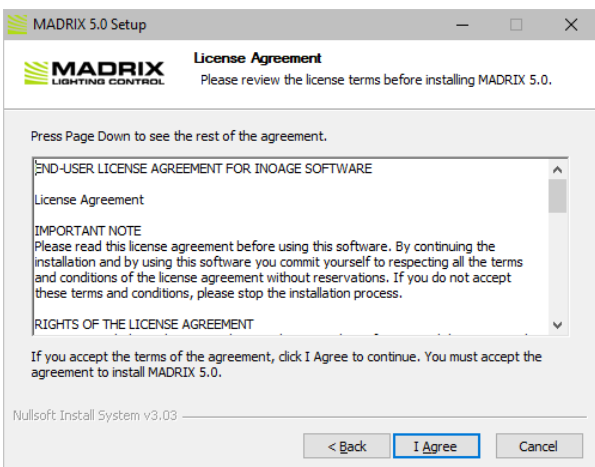 MADRIX 5.0 Setup
MADRIX
LIGHTING CONTROL
License Agreement
Please review the license terms before installing MADRIX 5.0.
Press Page Down to see the rest of the agreement.
END-USER LICENSE AGREEMENT FOR INOAGE SOFTWARE
License Agreement
IMPORTANT NOTE
Please read this license agreement before using this software. By continuing the
installation and by using this software you commit yourself to respecting all the terms
and conditions of the license agreement without reservations. If you do not accept
these terms and conditions, please stop the installation process.
RIGHTS OF THE LICENSE AGREEMENT
If you accept the terms of the agreement, click I Agree to continue. You must accept the
agreement to install MADRIX 5.0.
Nullsoft Install System v3.03
< Back
I Agree
Cancel